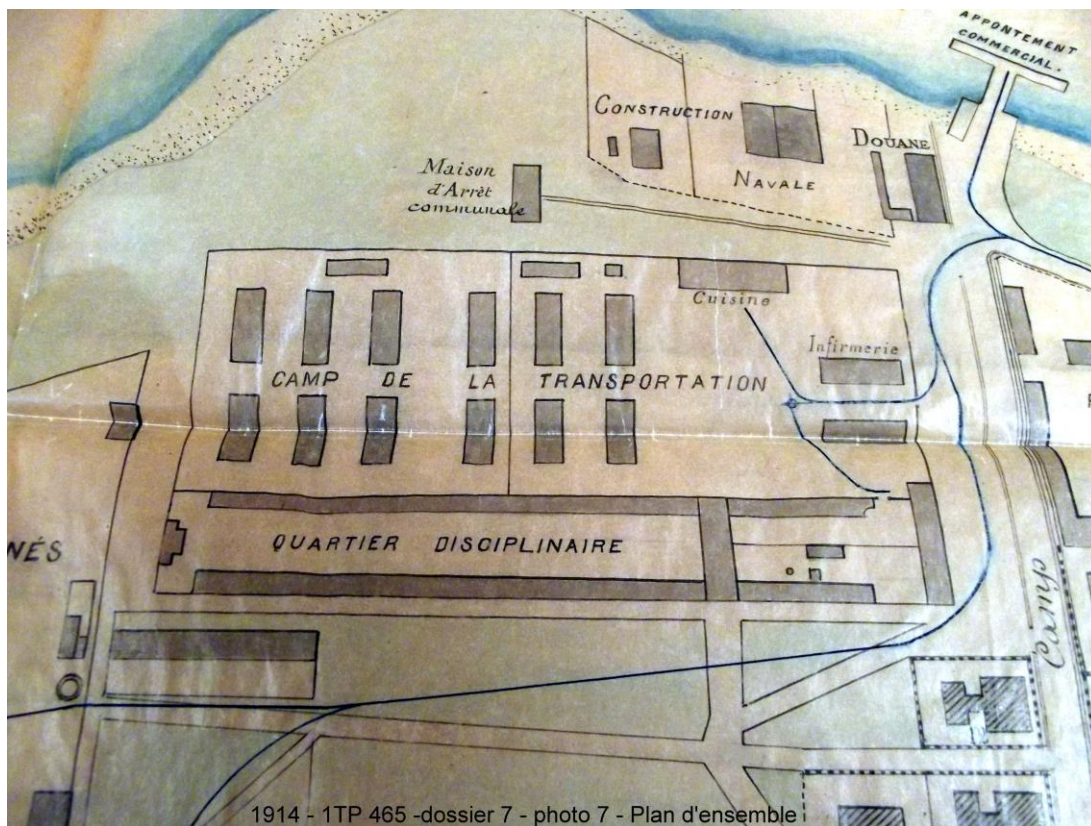 APPONTEMENT
COMMERCIAL.
CONSTRUCTION
NAVALE
DOUANE
Maison
d'Arrêt
communale
Cuisine
Infirmerie
CAMP DE LA TRANSPORTATION
QUARTIER DISCIPLINAIRE
NÉS
1914 - 1TP 465 -dossier 7 - photo 7 - Plan d'ensemble